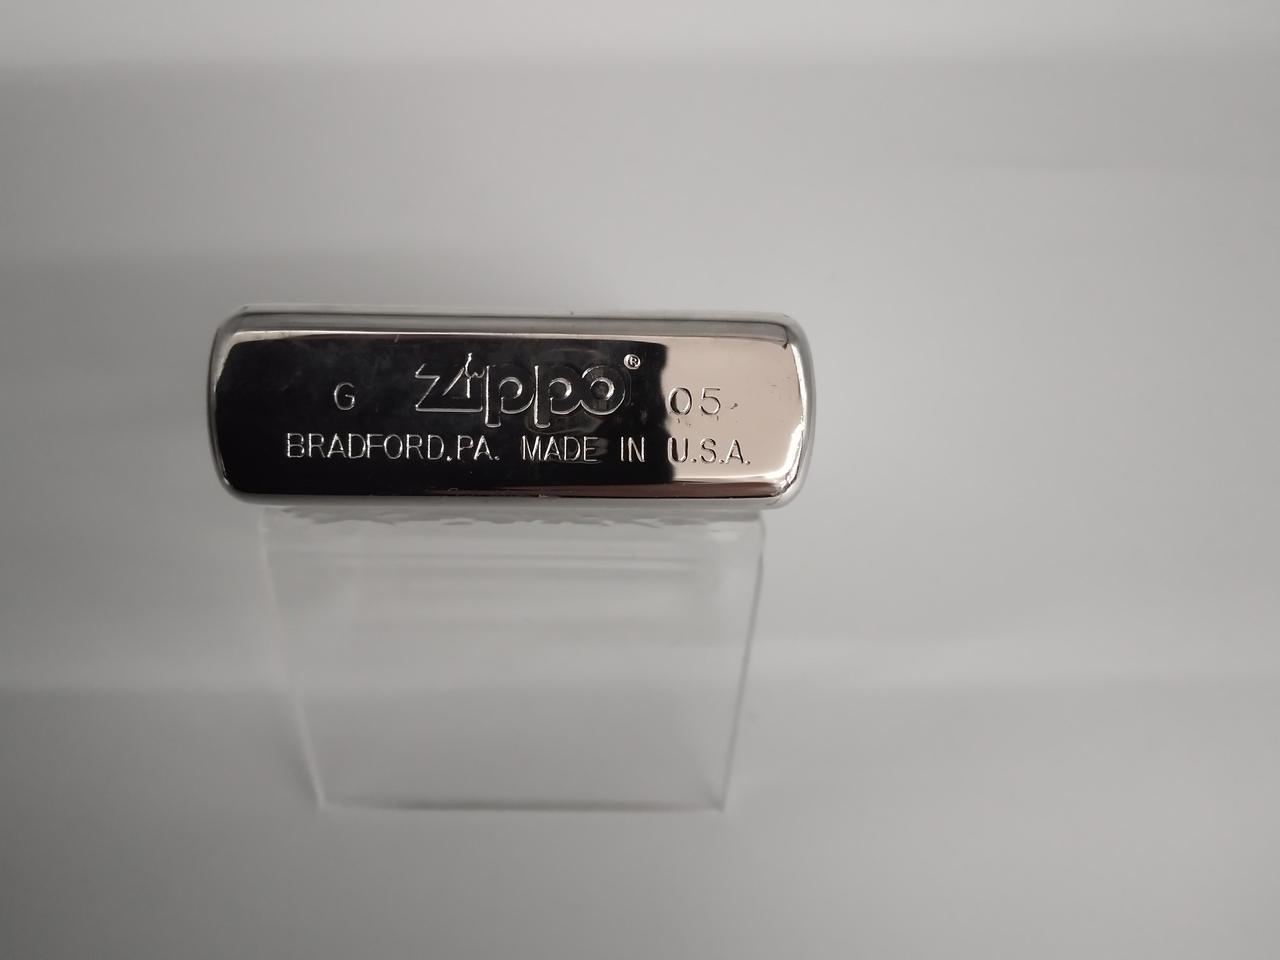 G zippo® 05
BRADFORD,PA. MADE IN U.S.A.